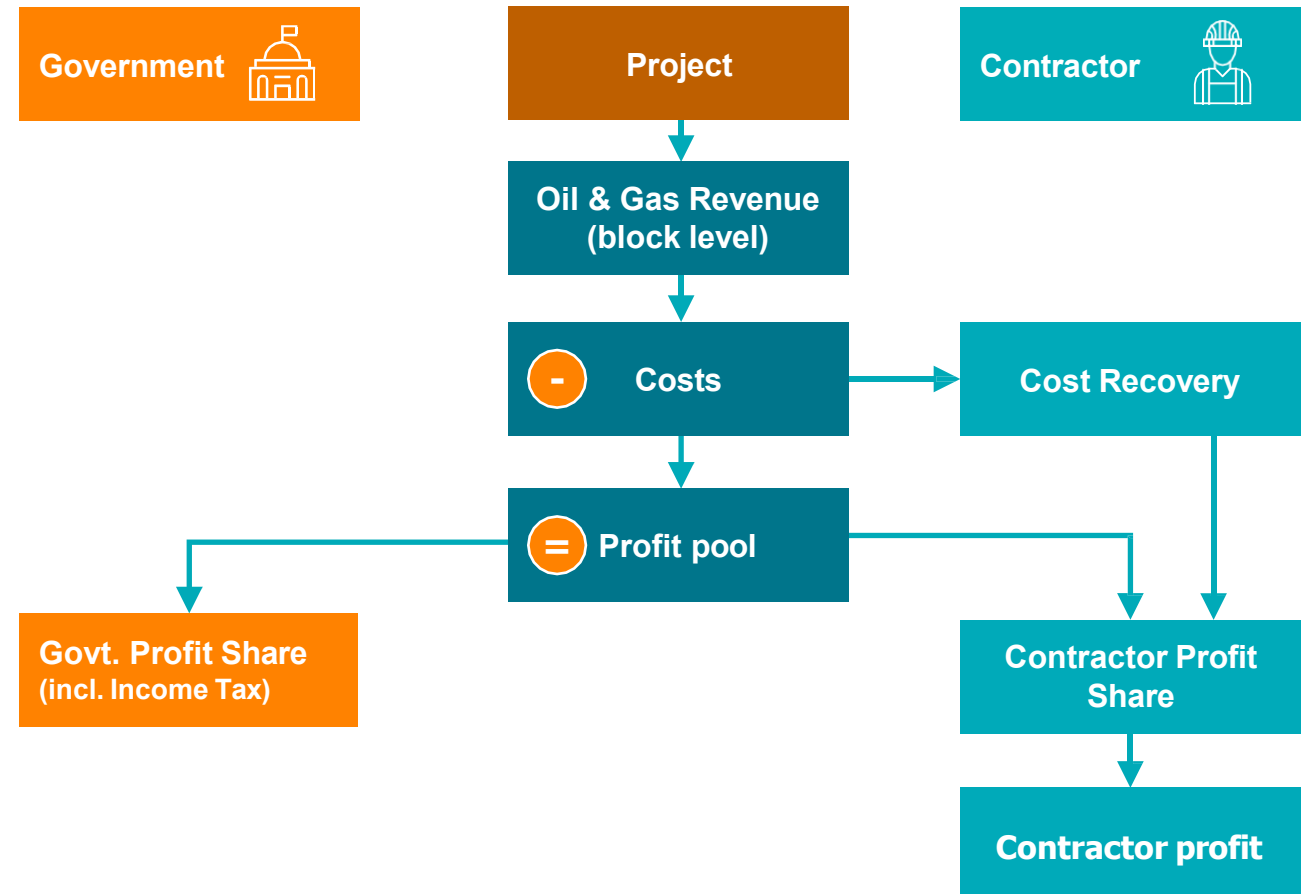 Government
Project
Contractor
Oil & Gas Revenue
(block level)
-
Costs
Cost Recovery
=
Profit pool
Govt. Profit Share
(incl. Income Tax)
Contractor Profit
Share
Contractor profit